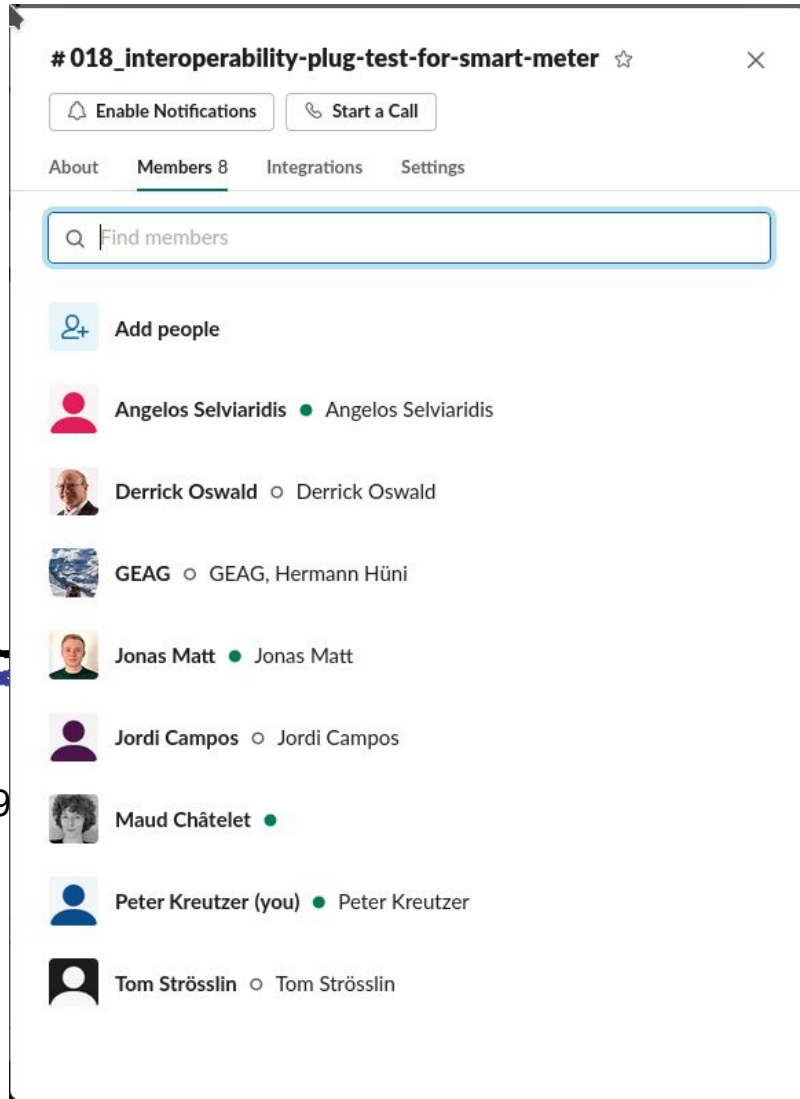 # 018_interoperability-plug-test-for-smart-meter
Enable Notifications Start a Call
About Members 8 Integrations Settings
Find members
Add people
Angelos Selviaridis Angelos Selviaridis
Derrick Oswald Derrick Oswald
GEAG GEAG, Hermann Hüni
Jonas Matt Jonas Matt
Jordi Campos Jordi Campos
9
Maud Châtelet
Peter Kreutzer (you) Peter Kreutzer
Tom Strösslin Tom Strösslin